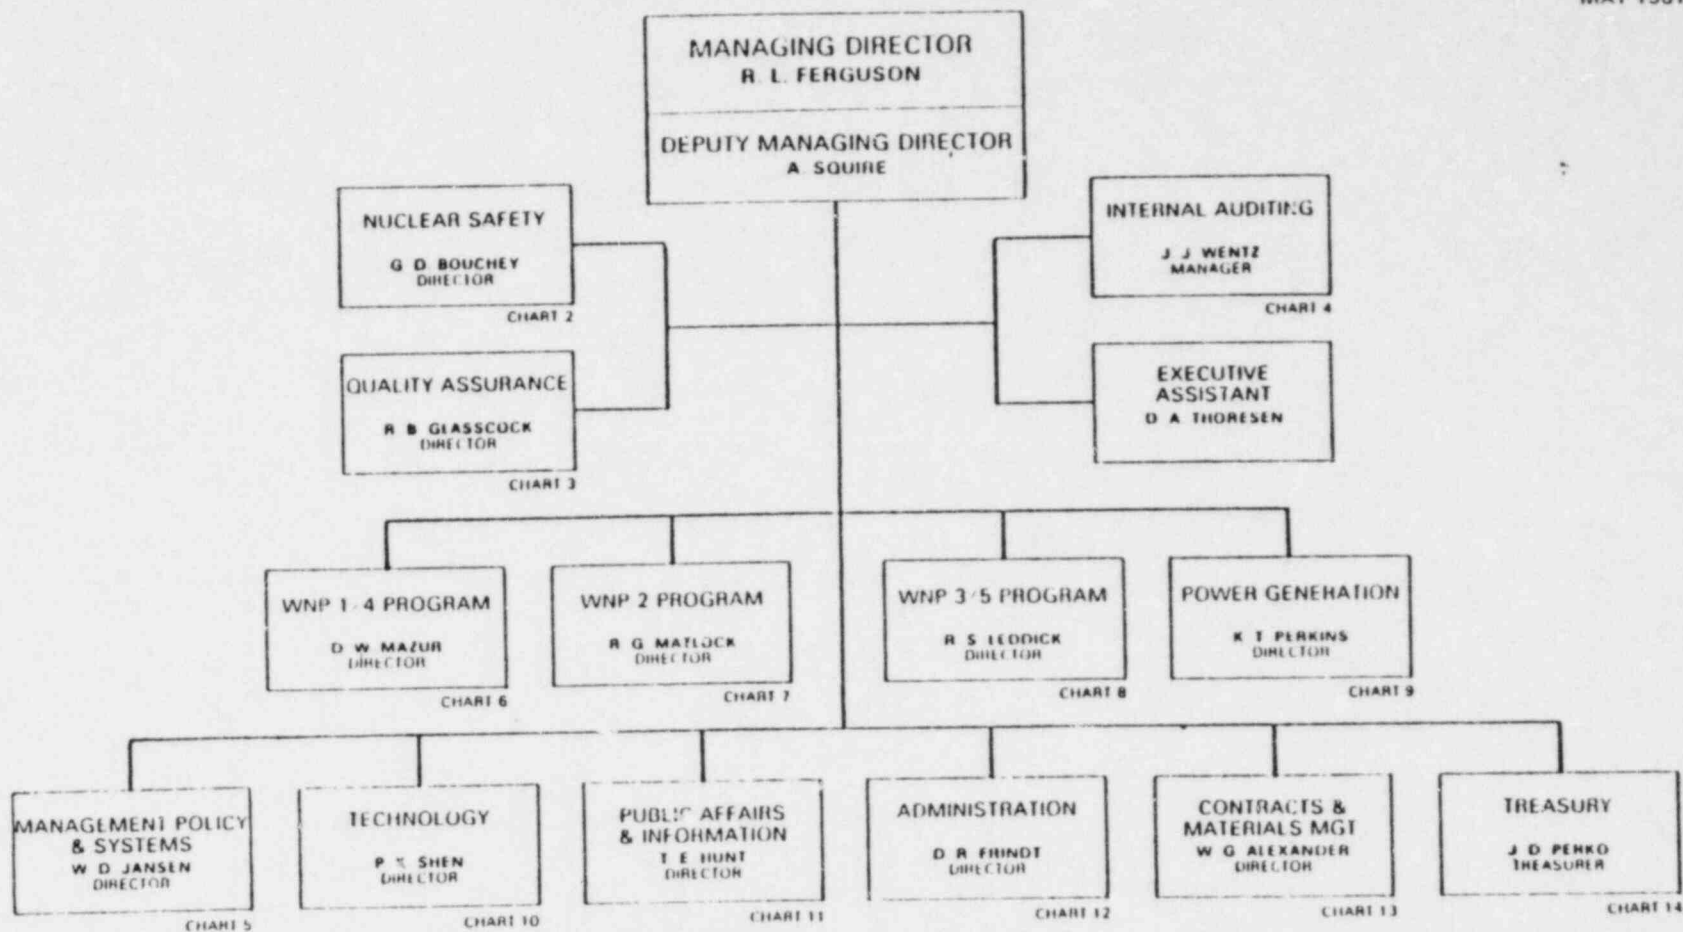 MANAGING DIRECTOR
R. L. FERGUSON
DEPUTY MANAGING DIRECTOR
A. SQUIRE
NUCLEAR SAFETY
G D BOUCHEY
DIRECTOR
CHART 2
INTERNAL AUDITING
J J WENTZ
MANAGER
CHART 4
QUALITY ASSURANCE
R B GLASSCOCK
DIRECTOR
CHART 3
EXECUTIVE
ASSISTANT
D A THORESEN
WNP 1/4 PROGRAM
D W MAZUR
DIRECTOR
CHART 6
WNP 2 PROGRAM
R G MATLOCK
DIRECTOR
CHART 7
WNP 3/5 PROGRAM
R S LEDDICK
DIRECTOR
CHART 8
POWER GENERATION
K T PERKINS
DIRECTOR
CHART 9
MANAGEMENT POLICY
& SYSTEMS
W D JANSEN
DIRECTOR
CHART 5
TECHNOLOGY
P SHEN
DIRECTOR
CHART 10
PUBLIC AFFAIRS
& INFORMATION
T E HUNT
DIRECTOR
CHART 11
ADMINISTRATION
D R FRINDT
DIRECTOR
CHART 12
CONTRACTS &
MATERIALS MGT
W G ALEXANDER
DIRECTOR
CHART 13
TREASURY
J D PERKO
TREASURER
CHART 14